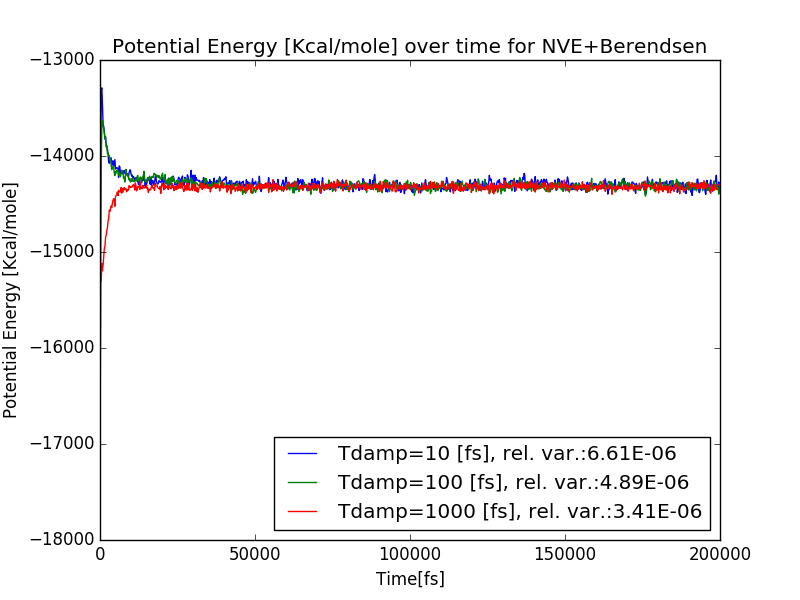 Potential Energy [Kcal/mole] over time for NVE+Berendsen
−13000
−14000
−15000
−16000
−17000
−18000
Potential Energy [Kcal/mole]
Tdamp=10 [fs], rel. var.:6.61E-06
Tdamp=100 [fs], rel. var.:4.89E-06
Tdamp=1000 [fs], rel. var.:3.41E-06
0 50000 100000 150000 200000
Time[fs]